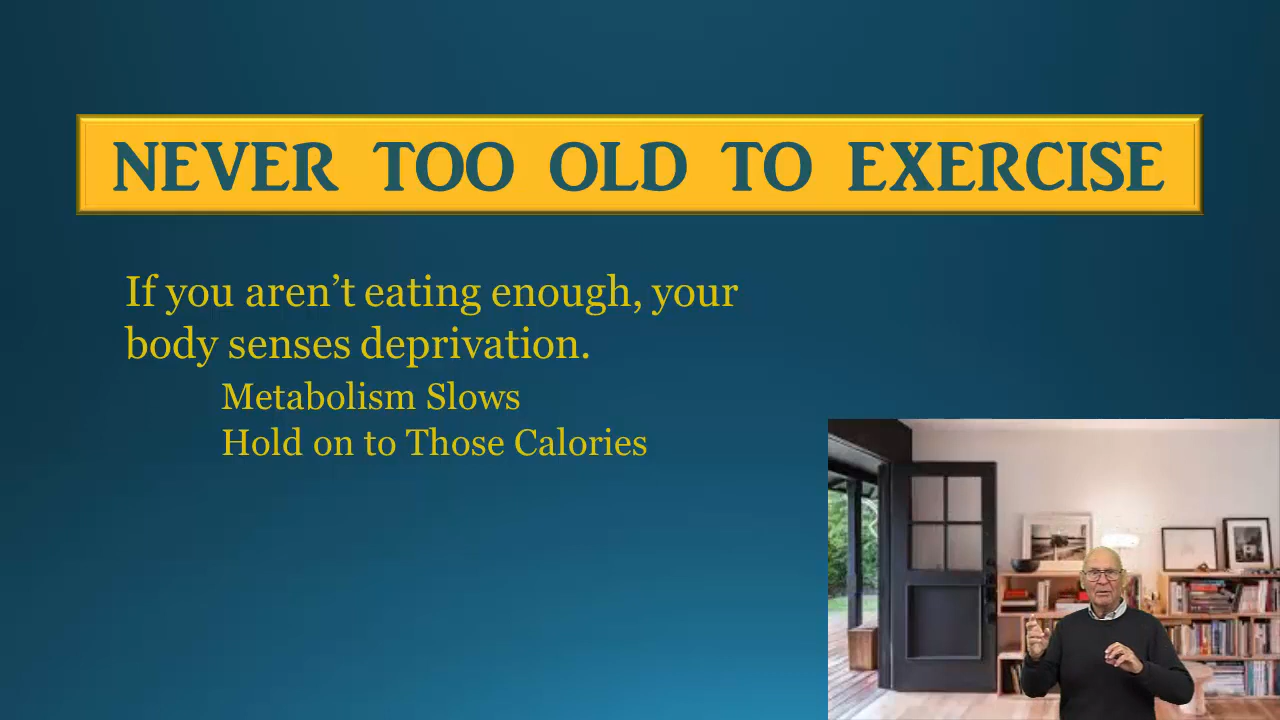 NEVER TOO OLD TO EXERCISE
If you aren’t eating enough, your
body senses deprivation.
Metabolism Slows
Hold on to Those Calories